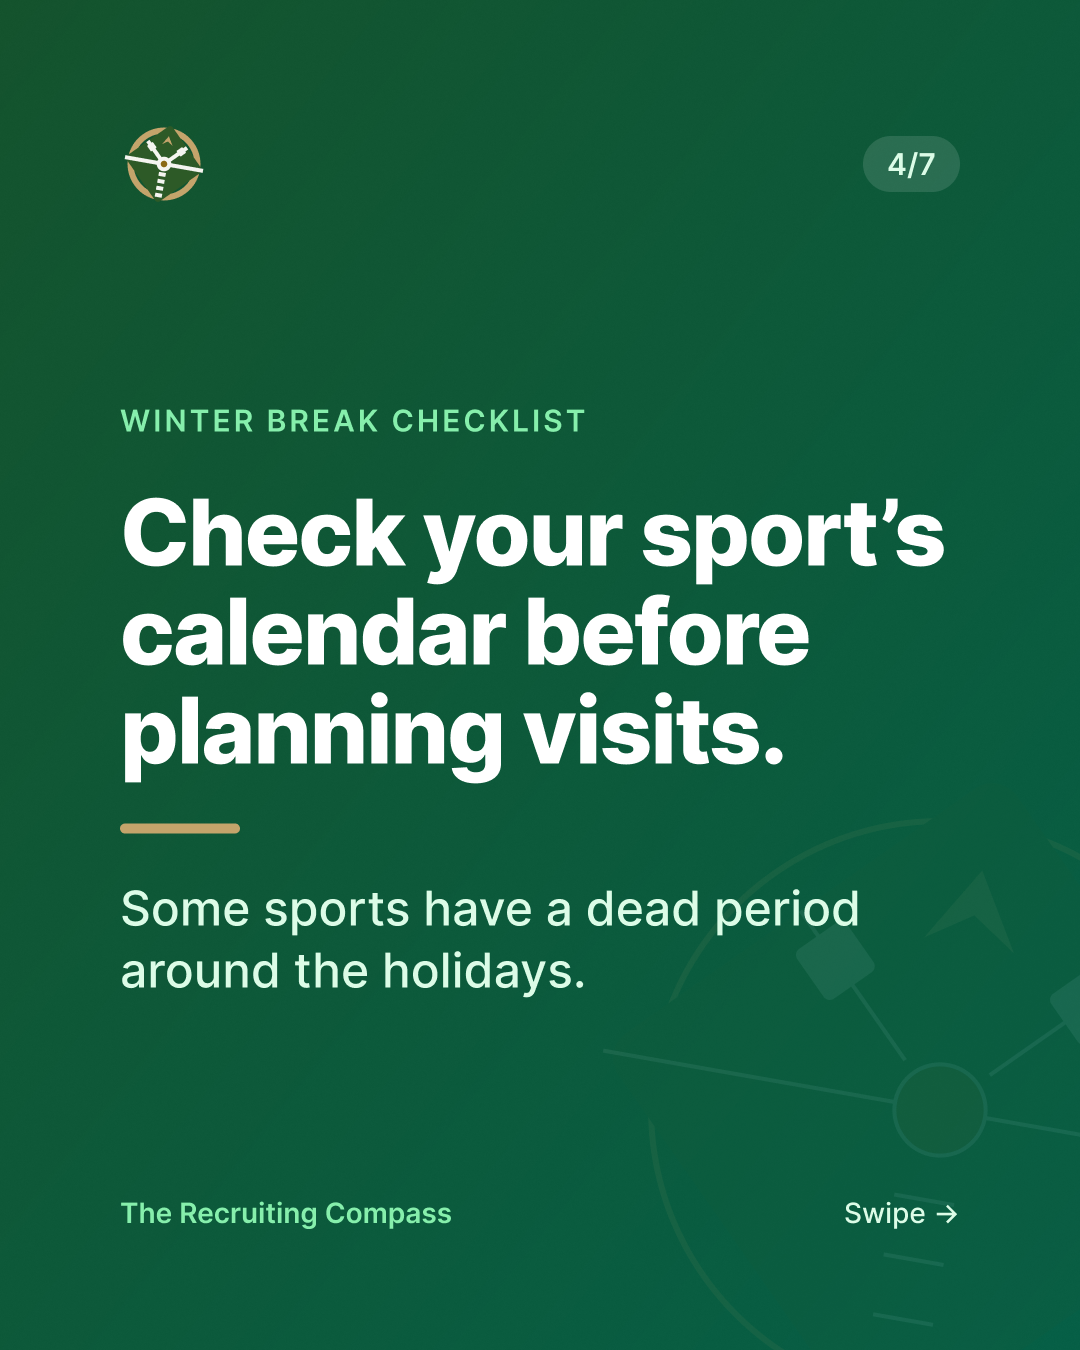 4/7
WINTER BREAK CHECKLIST
Check your sport’s
calendar before
planning visits.
Some sports have a dead period
around the holidays.
The Recruiting Compass
Swipe →